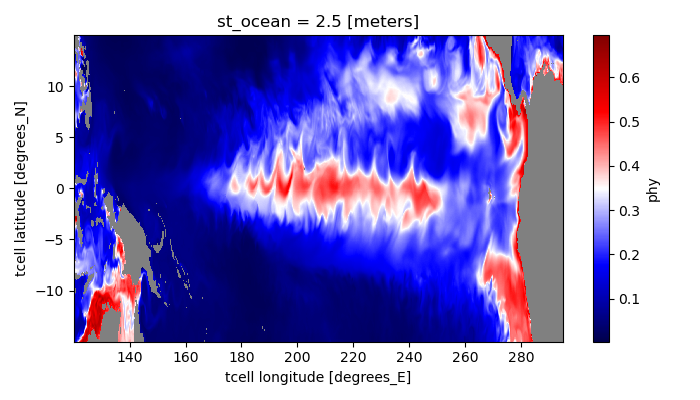 st_ocean = 2.5 [meters]
10
5
0
−5
−10
tcell latitude [degrees_N]
140 160 180 200 220 240 260 280
tcell longitude [degrees_E]
0.6
0.5
0.4
0.3
0.2
0.1
phy